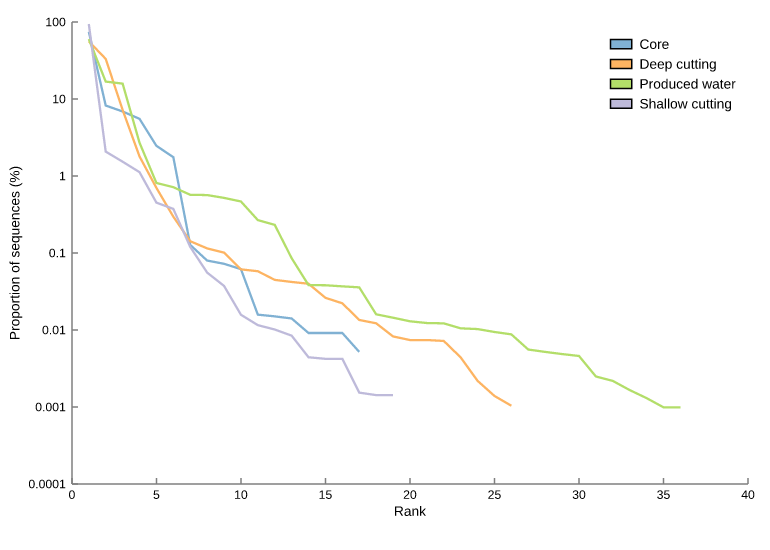 100
10
1
0.1
0.01
0.001
0.0001
0
5
10
15
20
25
30
35
40
Rank
Proportion of sequences (%)
Core
Deep cutting
Produced water
Shallow cutting